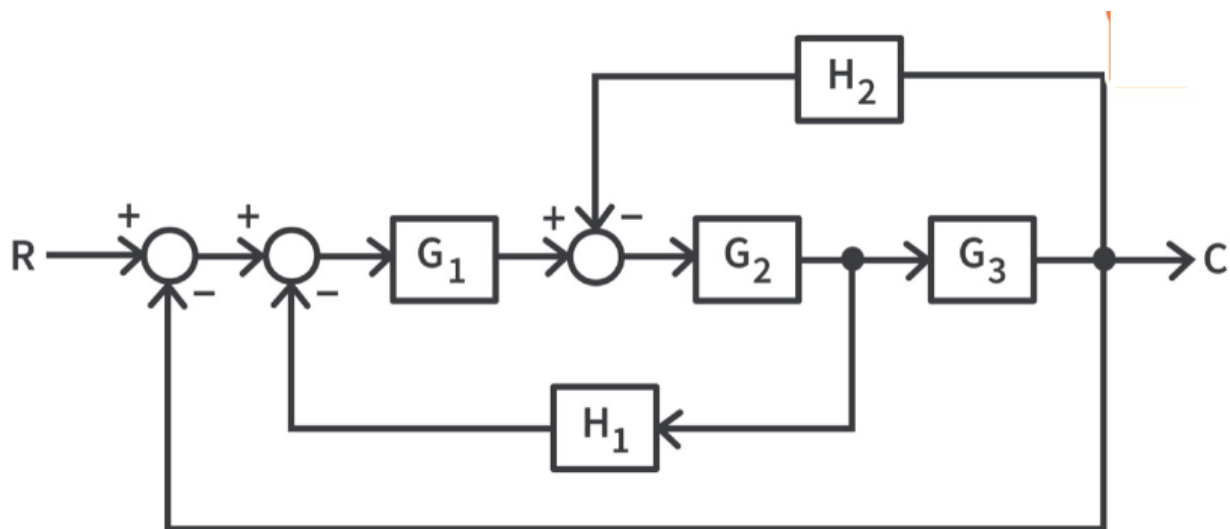 H₂
+ + + −
R G₁ G₂ G₃ C
− −
H₁